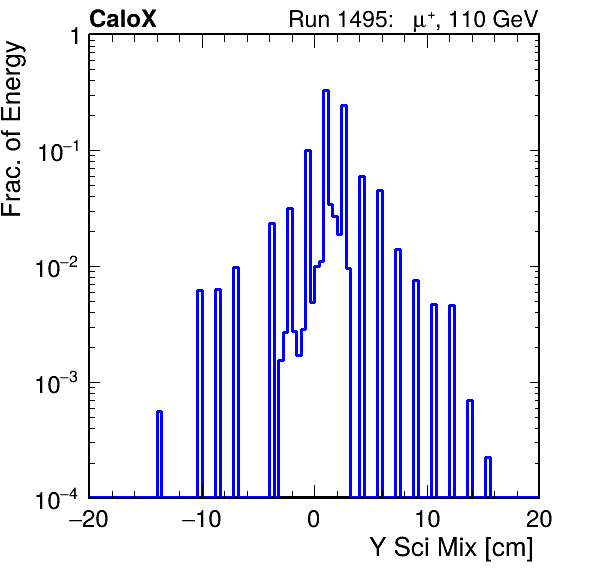 CaloX Run 1495: μ⁺, 110 GeV
Frac. of Energy
1
10⁻¹
10⁻²
10⁻³
10⁻⁴
−20 −10 0 10 20
Y Sci Mix [cm]